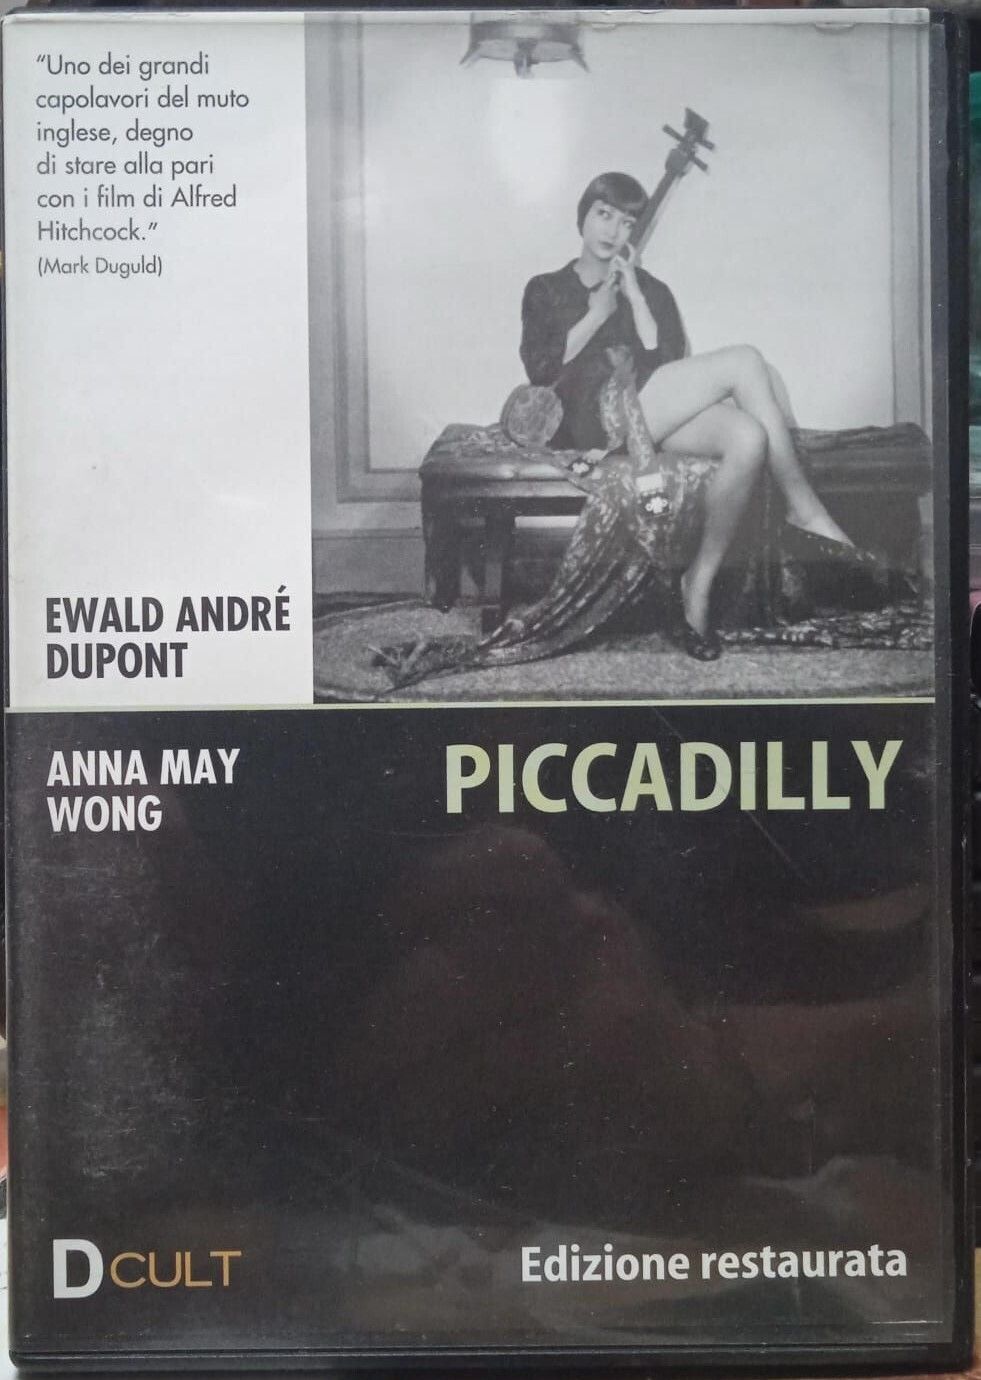 “Uno dei grandi
capolavori del muto
inglese, degno
di stare alla pari
con i film di Alfred
Hitchcock.”
(Mark Duguld)
EWALD ANDRÉ
DUPONT
ANNA MAY
WONG
PICCADILLY
D CULT
Edizione restaurata